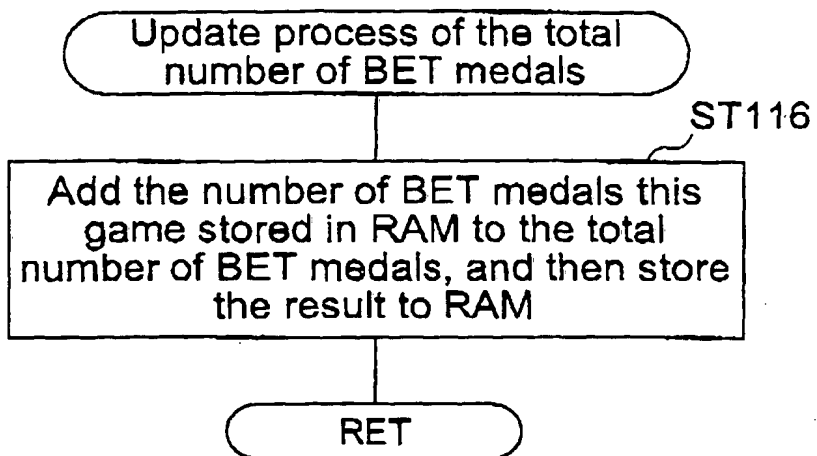 Update process of the total
number of BET medals
ST116
Add the number of BET medals this
game stored in RAM to the total
number of BET medals, and then store
the result to RAM
RET